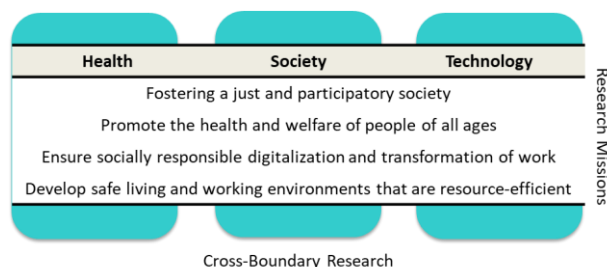 Health Society Technology
Fostering a just and participatory society
Promote the health and welfare of people of all ages
Ensure socially responsible digitalization and transformation of work
Develop safe living and working environments that are resource-efficient
Research Missions
Cross-Boundary Research